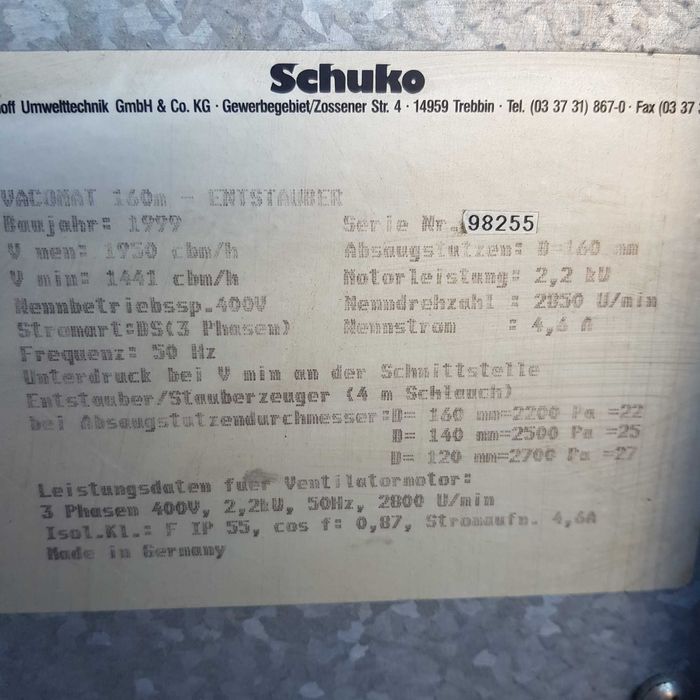 Schuko
off Umwelttechnik GmbH & Co. KG · Gewerbegebiet/Zossener Str. 4 · 14959 Trebbin · Tel. (03 37 31) 867-0 · Fax (03 37 3
VACOMAT 160m - ENTSTAUBER
Baujahr: 1999 Serie Nr. 98255
V nen: 1950 cbm/h Absaugstutzen: D=160 mm
V min: 1441 cbm/h Motorleistung: 2,2 kW
Nennbetriebssp.400V Nenndrehzahl : 2850 U/min
Stromart:DS(3 Phasen) Nennstrom : 4,6 A
Frequenz: 50 Hz
Unterdruck bei V min an der Schnittstelle
Entstauber/Stauberzeuger (4 m Schlauch)
bei Absaugstutzendurchmesser:D= 160 mm=2200 Pa =22
D= 140 mm=2500 Pa =25
D= 120 mm=2700 Pa =27
Leistungsdaten fuer Ventilatormotor:
3 Phasen 400V, 2,2kW, 50Hz, 2800 U/min
Isol.Kl.: F IP 55, cos f: 0,87, Stromaufn. 4,6A
Made in Germany